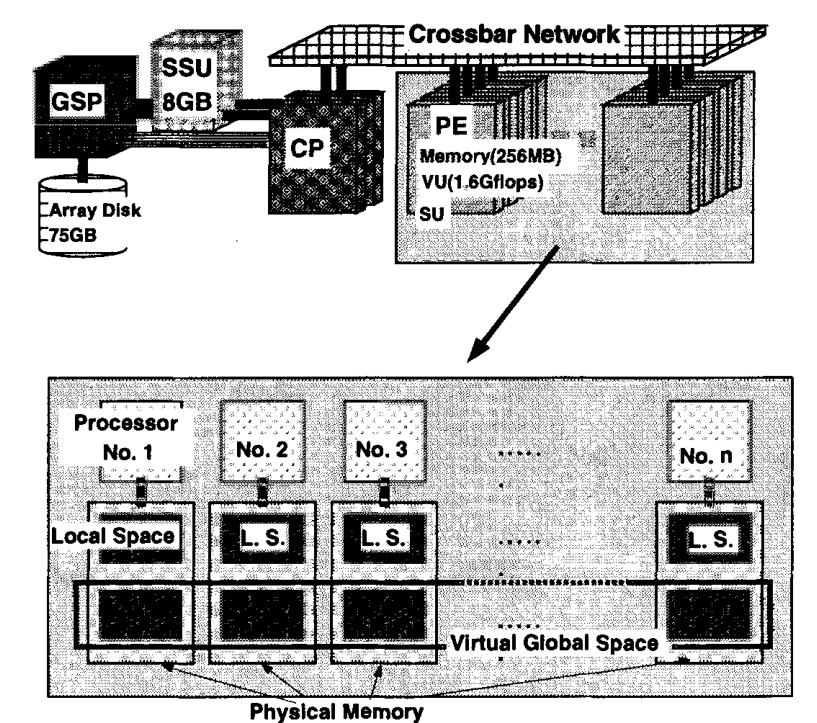 Crossbar Network
SSU
8GB
GSP
CP
PE
Memory(256MB)
VU(1.6Gflops)
SU
Array Disk
75GB
Processor
No. 1
No. 2
No. 3
.....
No. n
Local Space
L. S.
L. S.
.....
L. S.
.....
Virtual Global Space
Physical Memory